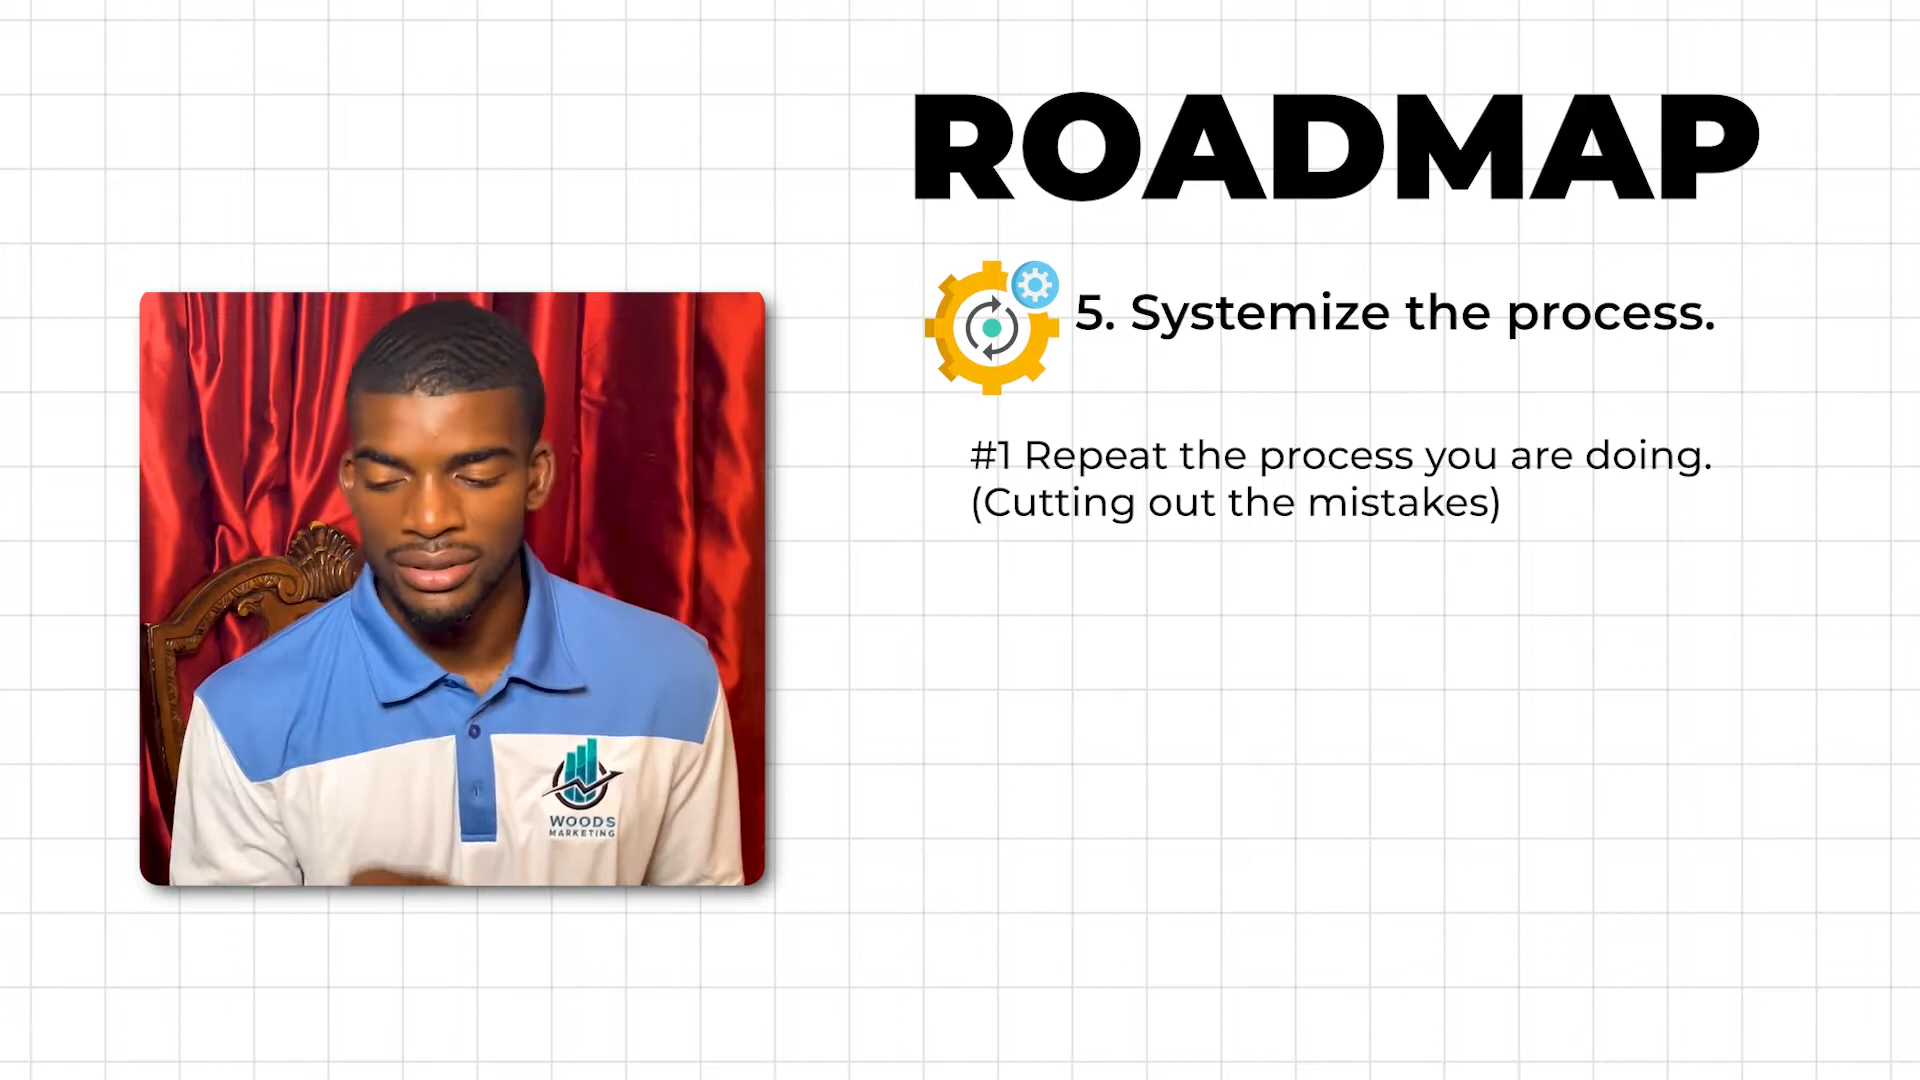 ROADMAP
5. Systemize the process.
#1 Repeat the process you are doing.
(Cutting out the mistakes)
WOODS
MARKETING